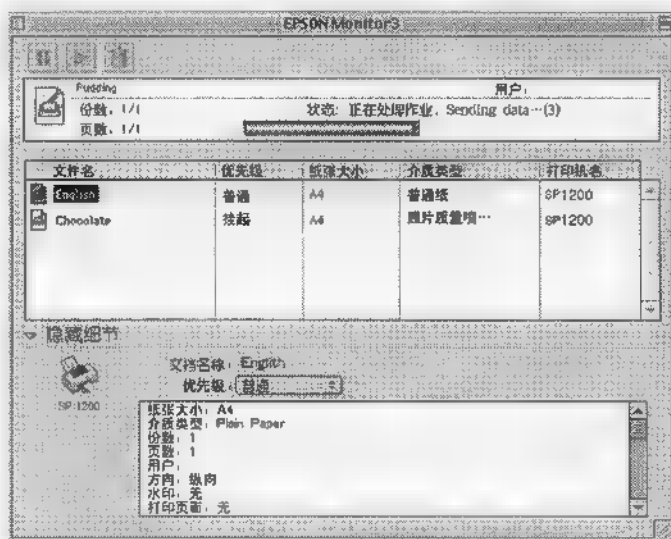 EPSON Monitor3
Pudding
用户：
份数：1/1
状态：正在处理作业，Sending data…(3)
页数：1/1
文件名 优先级 纸张大小 介质类型 打印机名
English 普通 A4 普通纸 SP1200
Chocolate 挂起 A4 照片质量喷… SP1200
隐藏细节
SP1200
文档名称：English
优先级：普通
纸张大小：A4
介质类型：Plain Paper
份数：1
页数：1
用户：
方向：纵向
水印：无
打印页面：无